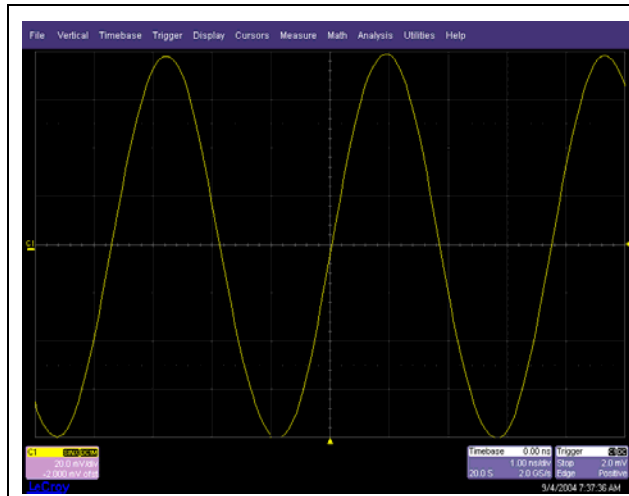 File Vertical Timebase Trigger Display Cursors Measure Math Analysis Utilities Help
C1
C1
20.0 mV/div
-2.000 mV ofst
Timebase 0.00 ns
1.00 ns/div
20.0 S 2.0 GS/s
Trigger C1 DC
Stop 2.0 mV
Edge Positive
LeCroy
9/4/2004 7:37:36 AM